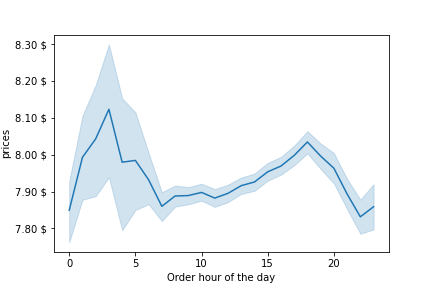 8.30 $
8.20 $
8.10 $
8.00 $
7.90 $
7.80 $
prices
0 5 10 15 20
Order hour of the day